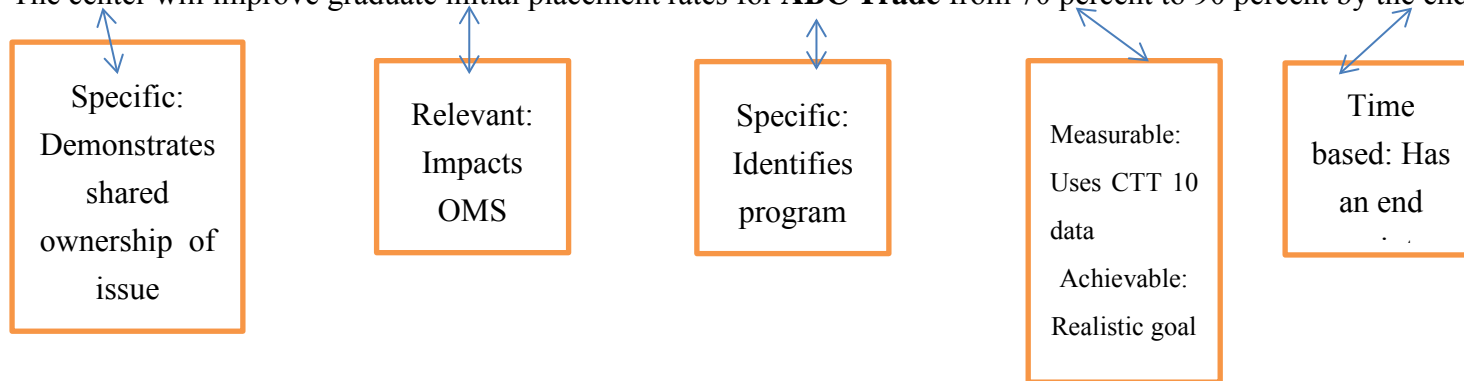 The center will improve graduate initial placement rates for ABC Trade from 70 percent to 90 percent by the end
Specific:
Demonstrates
shared
ownership of
issue
Relevant:
Impacts
OMS
Specific:
Identifies
program
Measurable:
Uses CTT 10
data
Achievable:
Realistic goal
Time
based: Has
an end